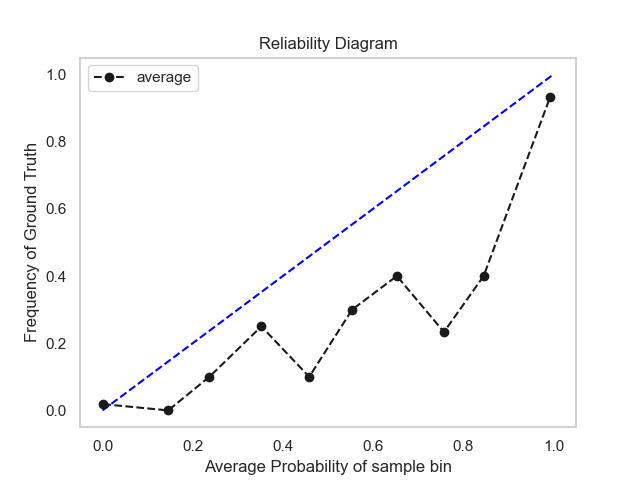 Reliability Diagram
average
Frequency of Ground Truth
1.0
0.8
0.6
0.4
0.2
0.0
0.0 0.2 0.4 0.6 0.8 1.0
Average Probability of sample bin